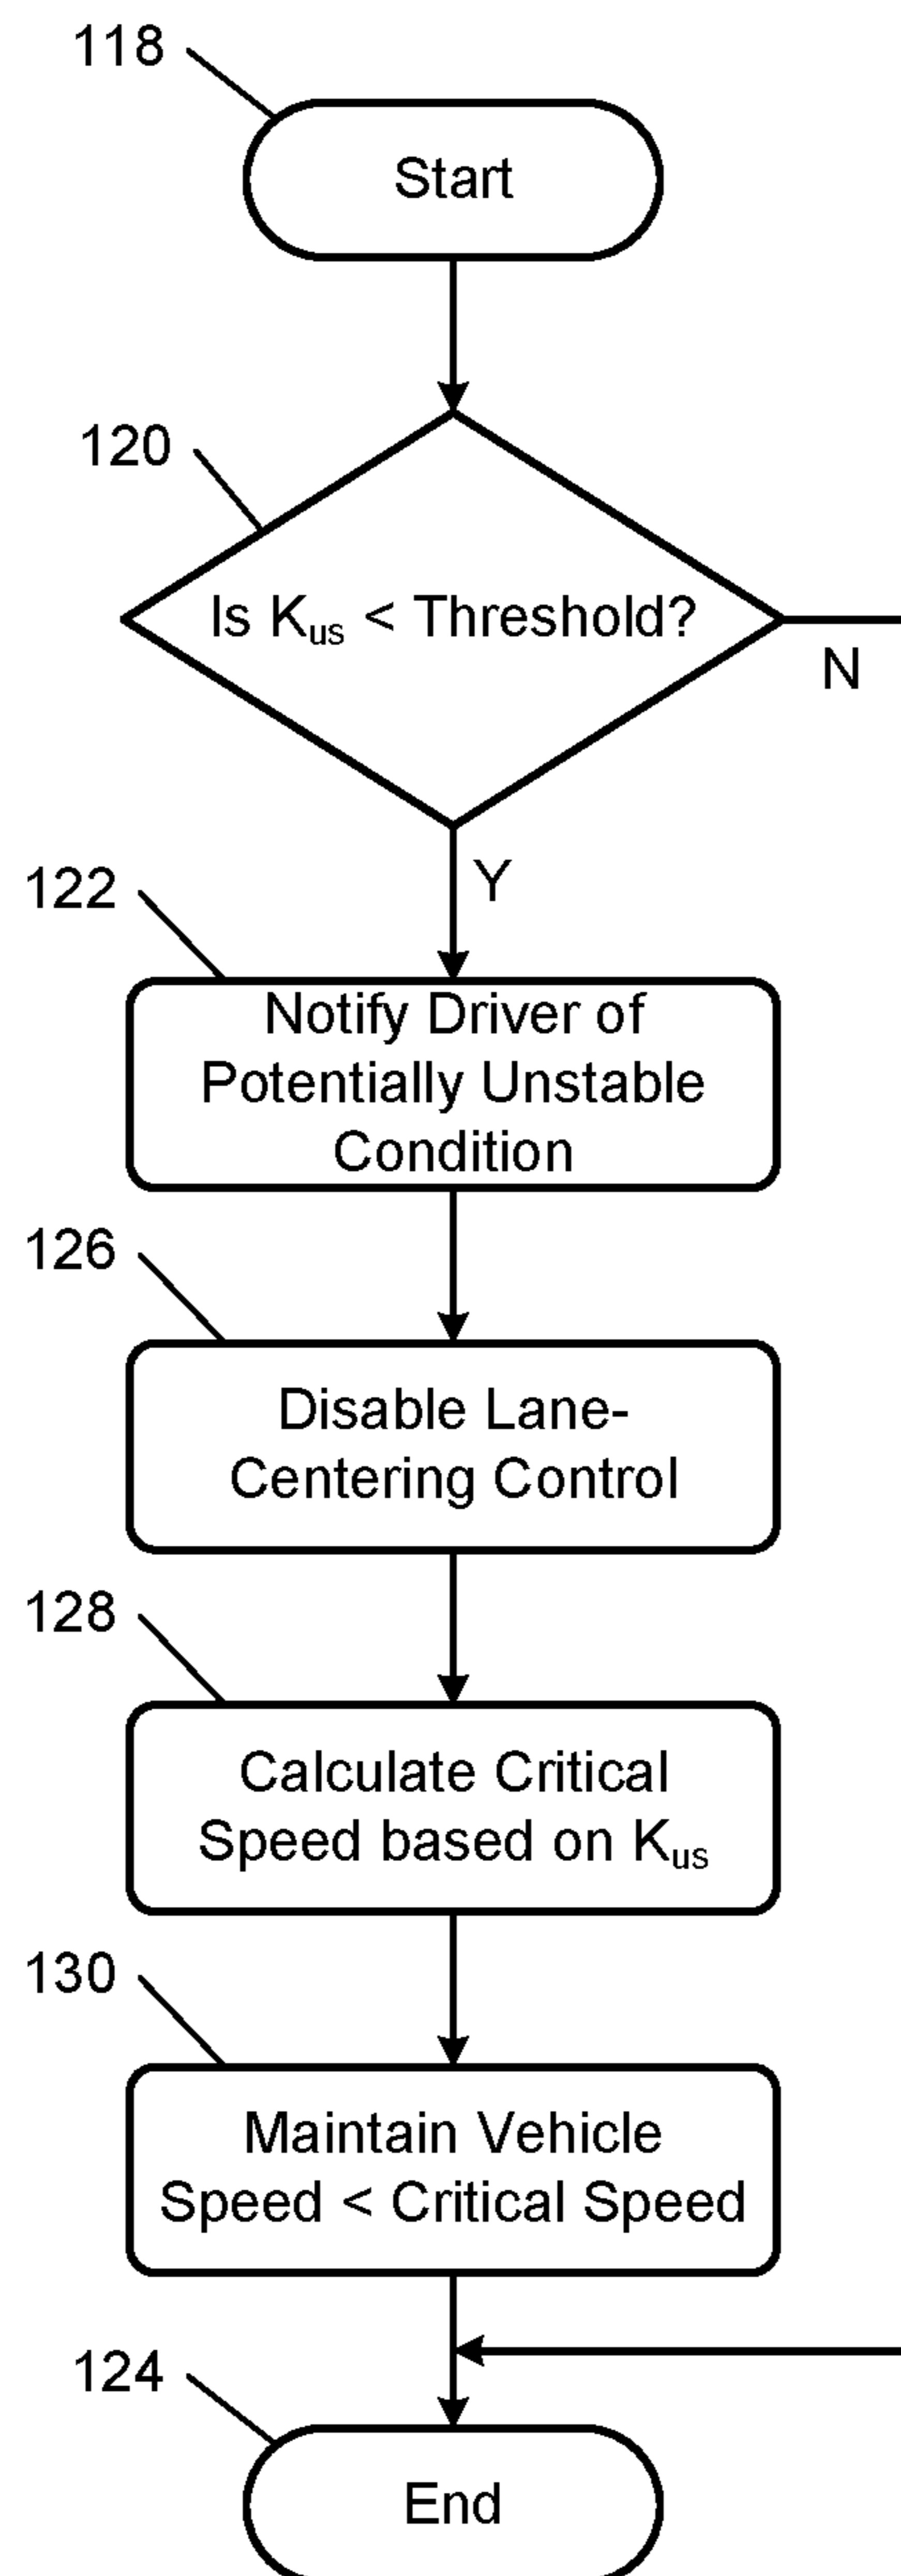 118
Start
120
Is Kus < Threshold?
N
Y
122
Notify Driver of
Potentially Unstable
Condition
126
Disable Lane-
Centering Control
128
Calculate Critical
Speed based on Kus
130
Maintain Vehicle
Speed < Critical Speed
124
End